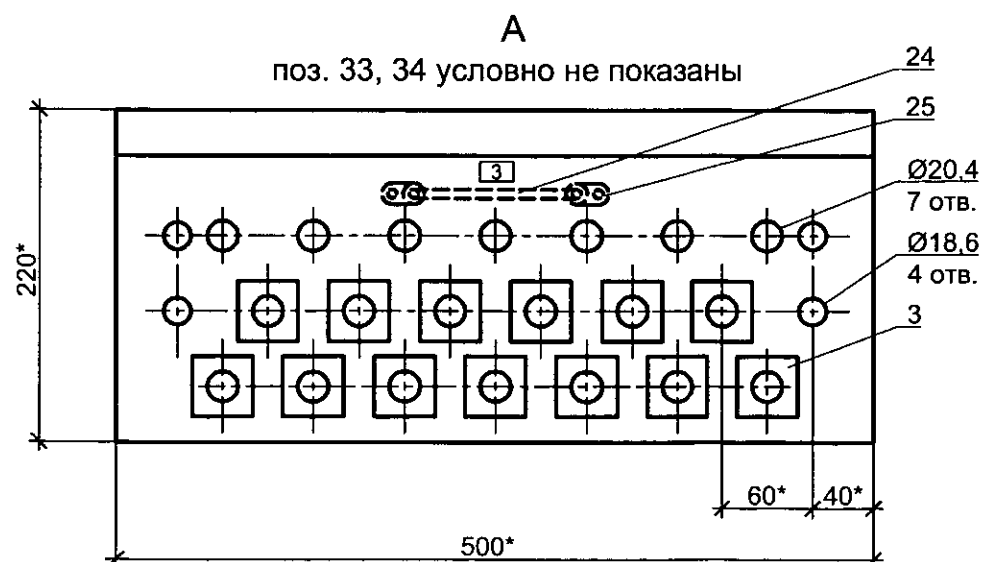 А
поз. 33, 34 условно не показаны
24
25
3
Ø20,4
7 отв.
Ø18,6
4 отв.
3
220*
60*
40*
500*